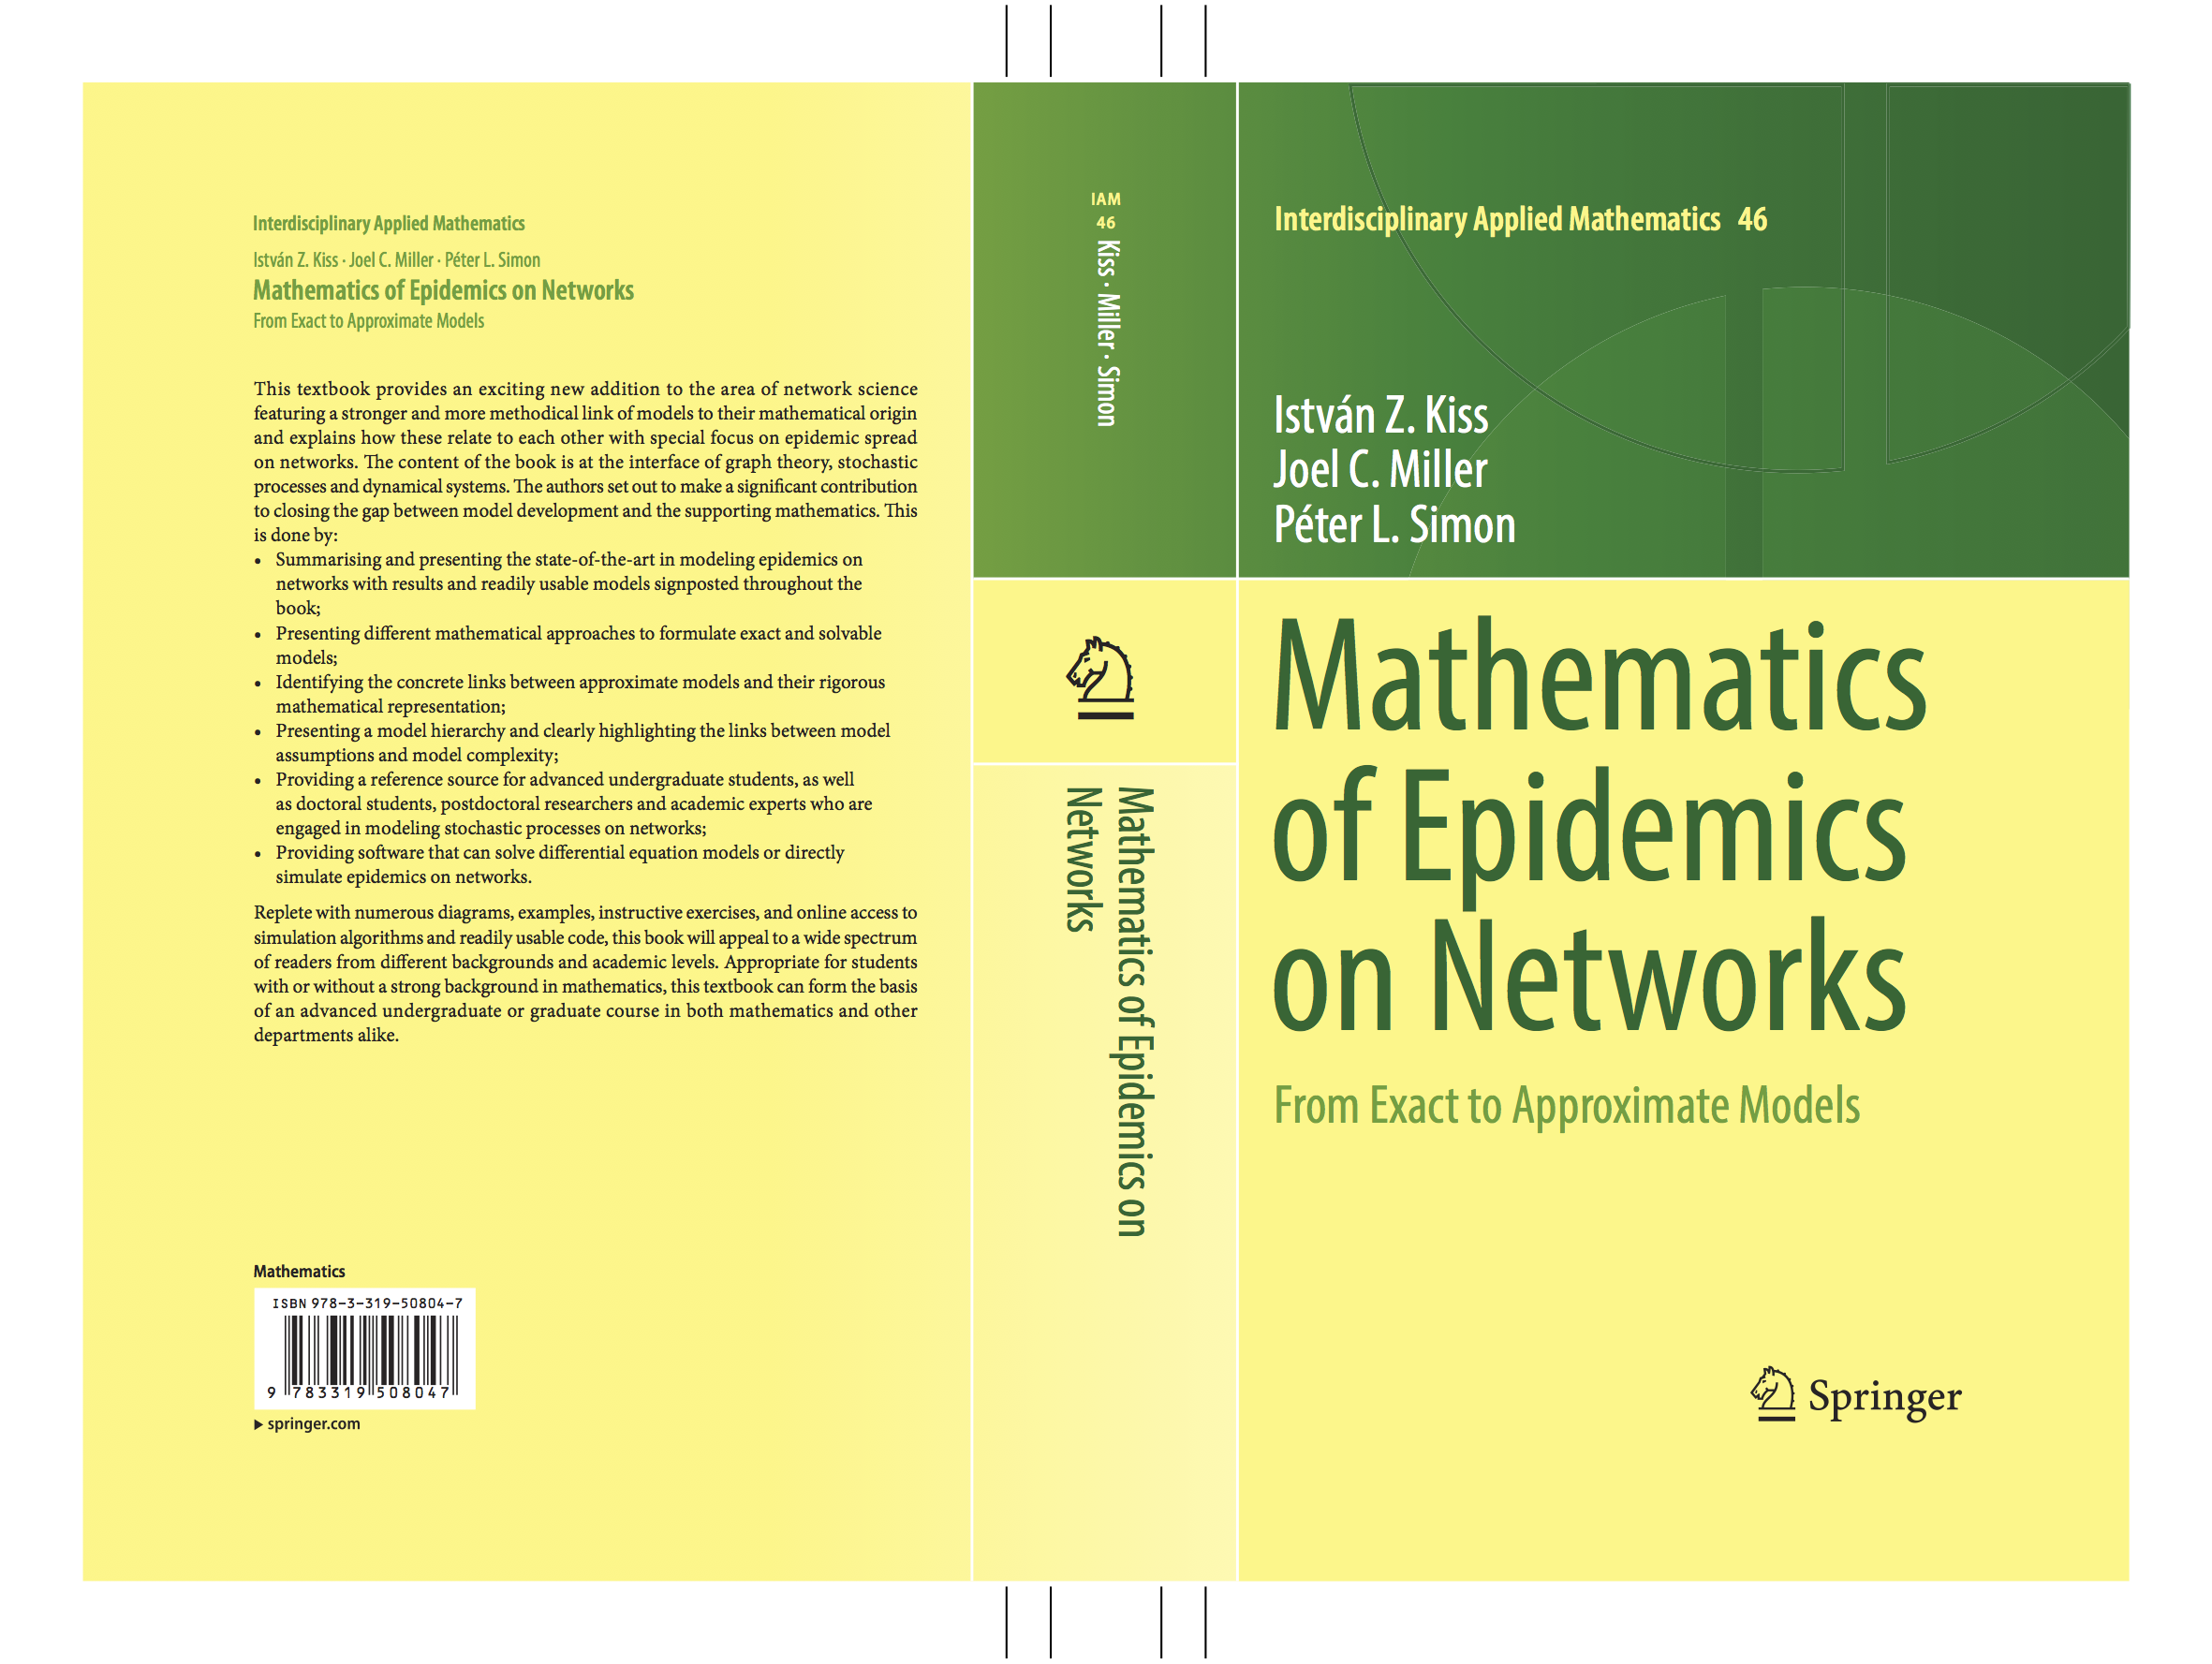 Interdisciplinary Applied Mathematics
István Z. Kiss · Joel C. Miller · Péter L. Simon
Mathematics of Epidemics on Networks
From Exact to Approximate Models
This textbook provides an exciting new addition to the area of network science
featuring a stronger and more methodical link of models to their mathematical origin
and explains how these relate to each other with special focus on epidemic spread
on networks. The content of the book is at the interface of graph theory, stochastic
processes and dynamical systems. The authors set out to make a significant contribution
to closing the gap between model development and the supporting mathematics. This
is done by:
• Summarising and presenting the state-of-the-art in modeling epidemics on
networks with results and readily usable models signposted throughout the
book;
• Presenting different mathematical approaches to formulate exact and solvable
models;
• Identifying the concrete links between approximate models and their rigorous
mathematical representation;
• Presenting a model hierarchy and clearly highlighting the links between model
assumptions and model complexity;
• Providing a reference source for advanced undergraduate students, as well
as doctoral students, postdoctoral researchers and academic experts who are
engaged in modeling stochastic processes on networks;
• Providing software that can solve differential equation models or directly
simulate epidemics on networks.
Replete with numerous diagrams, examples, instructive exercises, and online access to
simulation algorithms and readily usable code, this book will appeal to a wide spectrum
of readers from different backgrounds and academic levels. Appropriate for students
with or without a strong background in mathematics, this textbook can form the basis
of an advanced undergraduate or graduate course in both mathematics and other
departments alike.
Mathematics
ISBN 978-3-319-50804-7
9 783319 508047
▶ springer.com
IAM
46
Kiss · Miller · Simon
Mathematics of Epidemics on
Networks
Interdisciplinary Applied Mathematics 46
István Z. Kiss
Joel C. Miller
Péter L. Simon
Mathematics
of Epidemics
on Networks
From Exact to Approximate Models
Springer